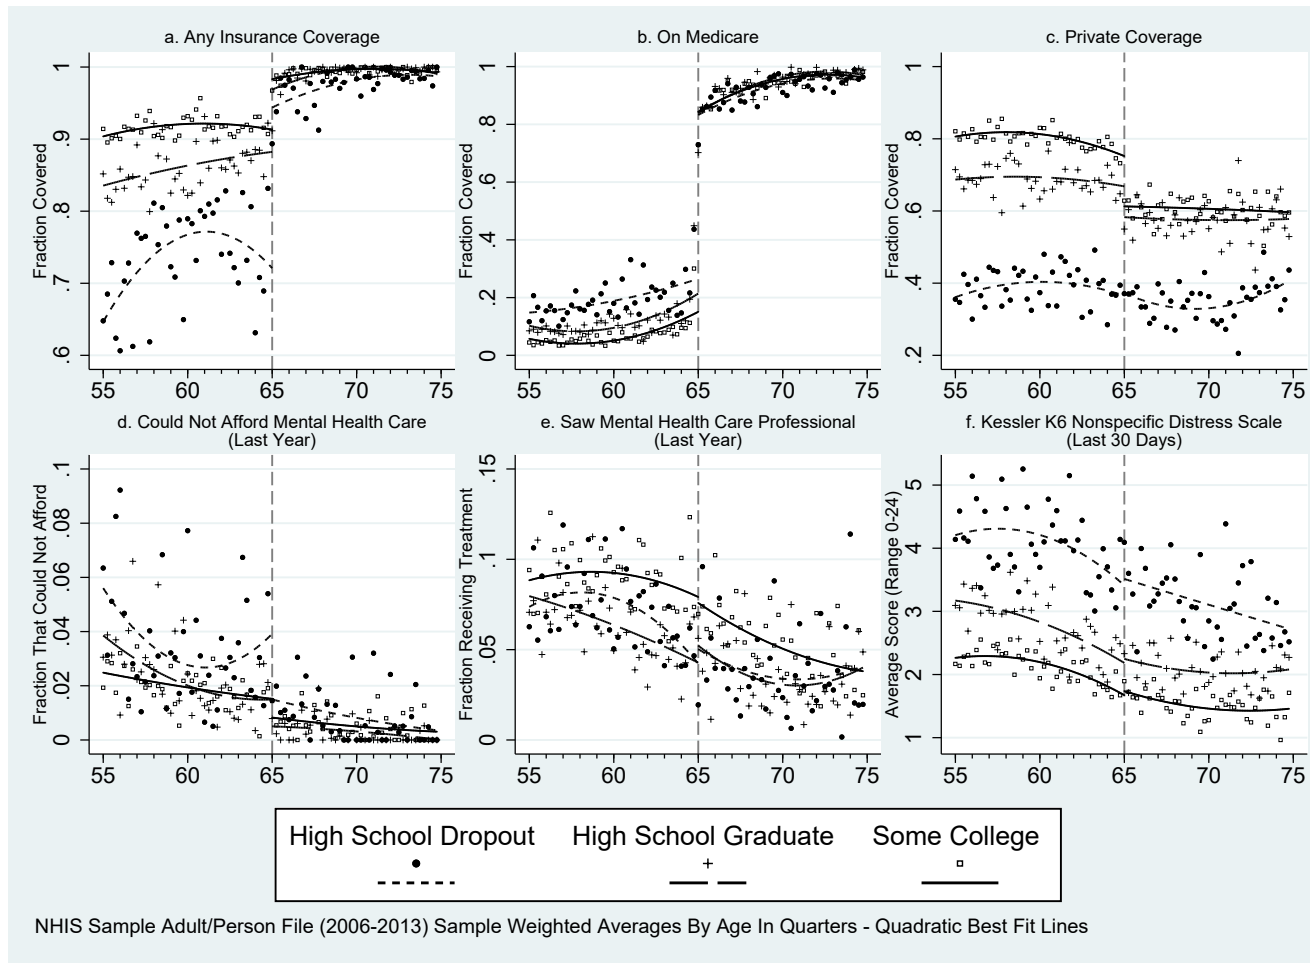 a. Any Insurance Coverage
Fraction Covered
1
.9
.8
.7
.6
55 60 65 70 75
b. On Medicare
Fraction Covered
1
.8
.6
.4
.2
0
55 60 65 70 75
c. Private Coverage
Fraction Covered
1
.8
.6
.4
.2
55 60 65 70 75
d. Could Not Afford Mental Health Care
(Last Year)
Fraction That Could Not Afford
.1
.08
.06
.04
.02
0
55 60 65 70 75
e. Saw Mental Health Care Professional
(Last Year)
Fraction Receiving Treatment
.15
.1
.05
0
55 60 65 70 75
f. Kessler K6 Nonspecific Distress Scale
(Last 30 Days)
Average Score (Range 0-24)
5
4
3
2
1
55 60 65 70 75
High School Dropout High School Graduate Some College
NHIS Sample Adult/Person File (2006-2013) Sample Weighted Averages By Age In Quarters - Quadratic Best Fit Lines